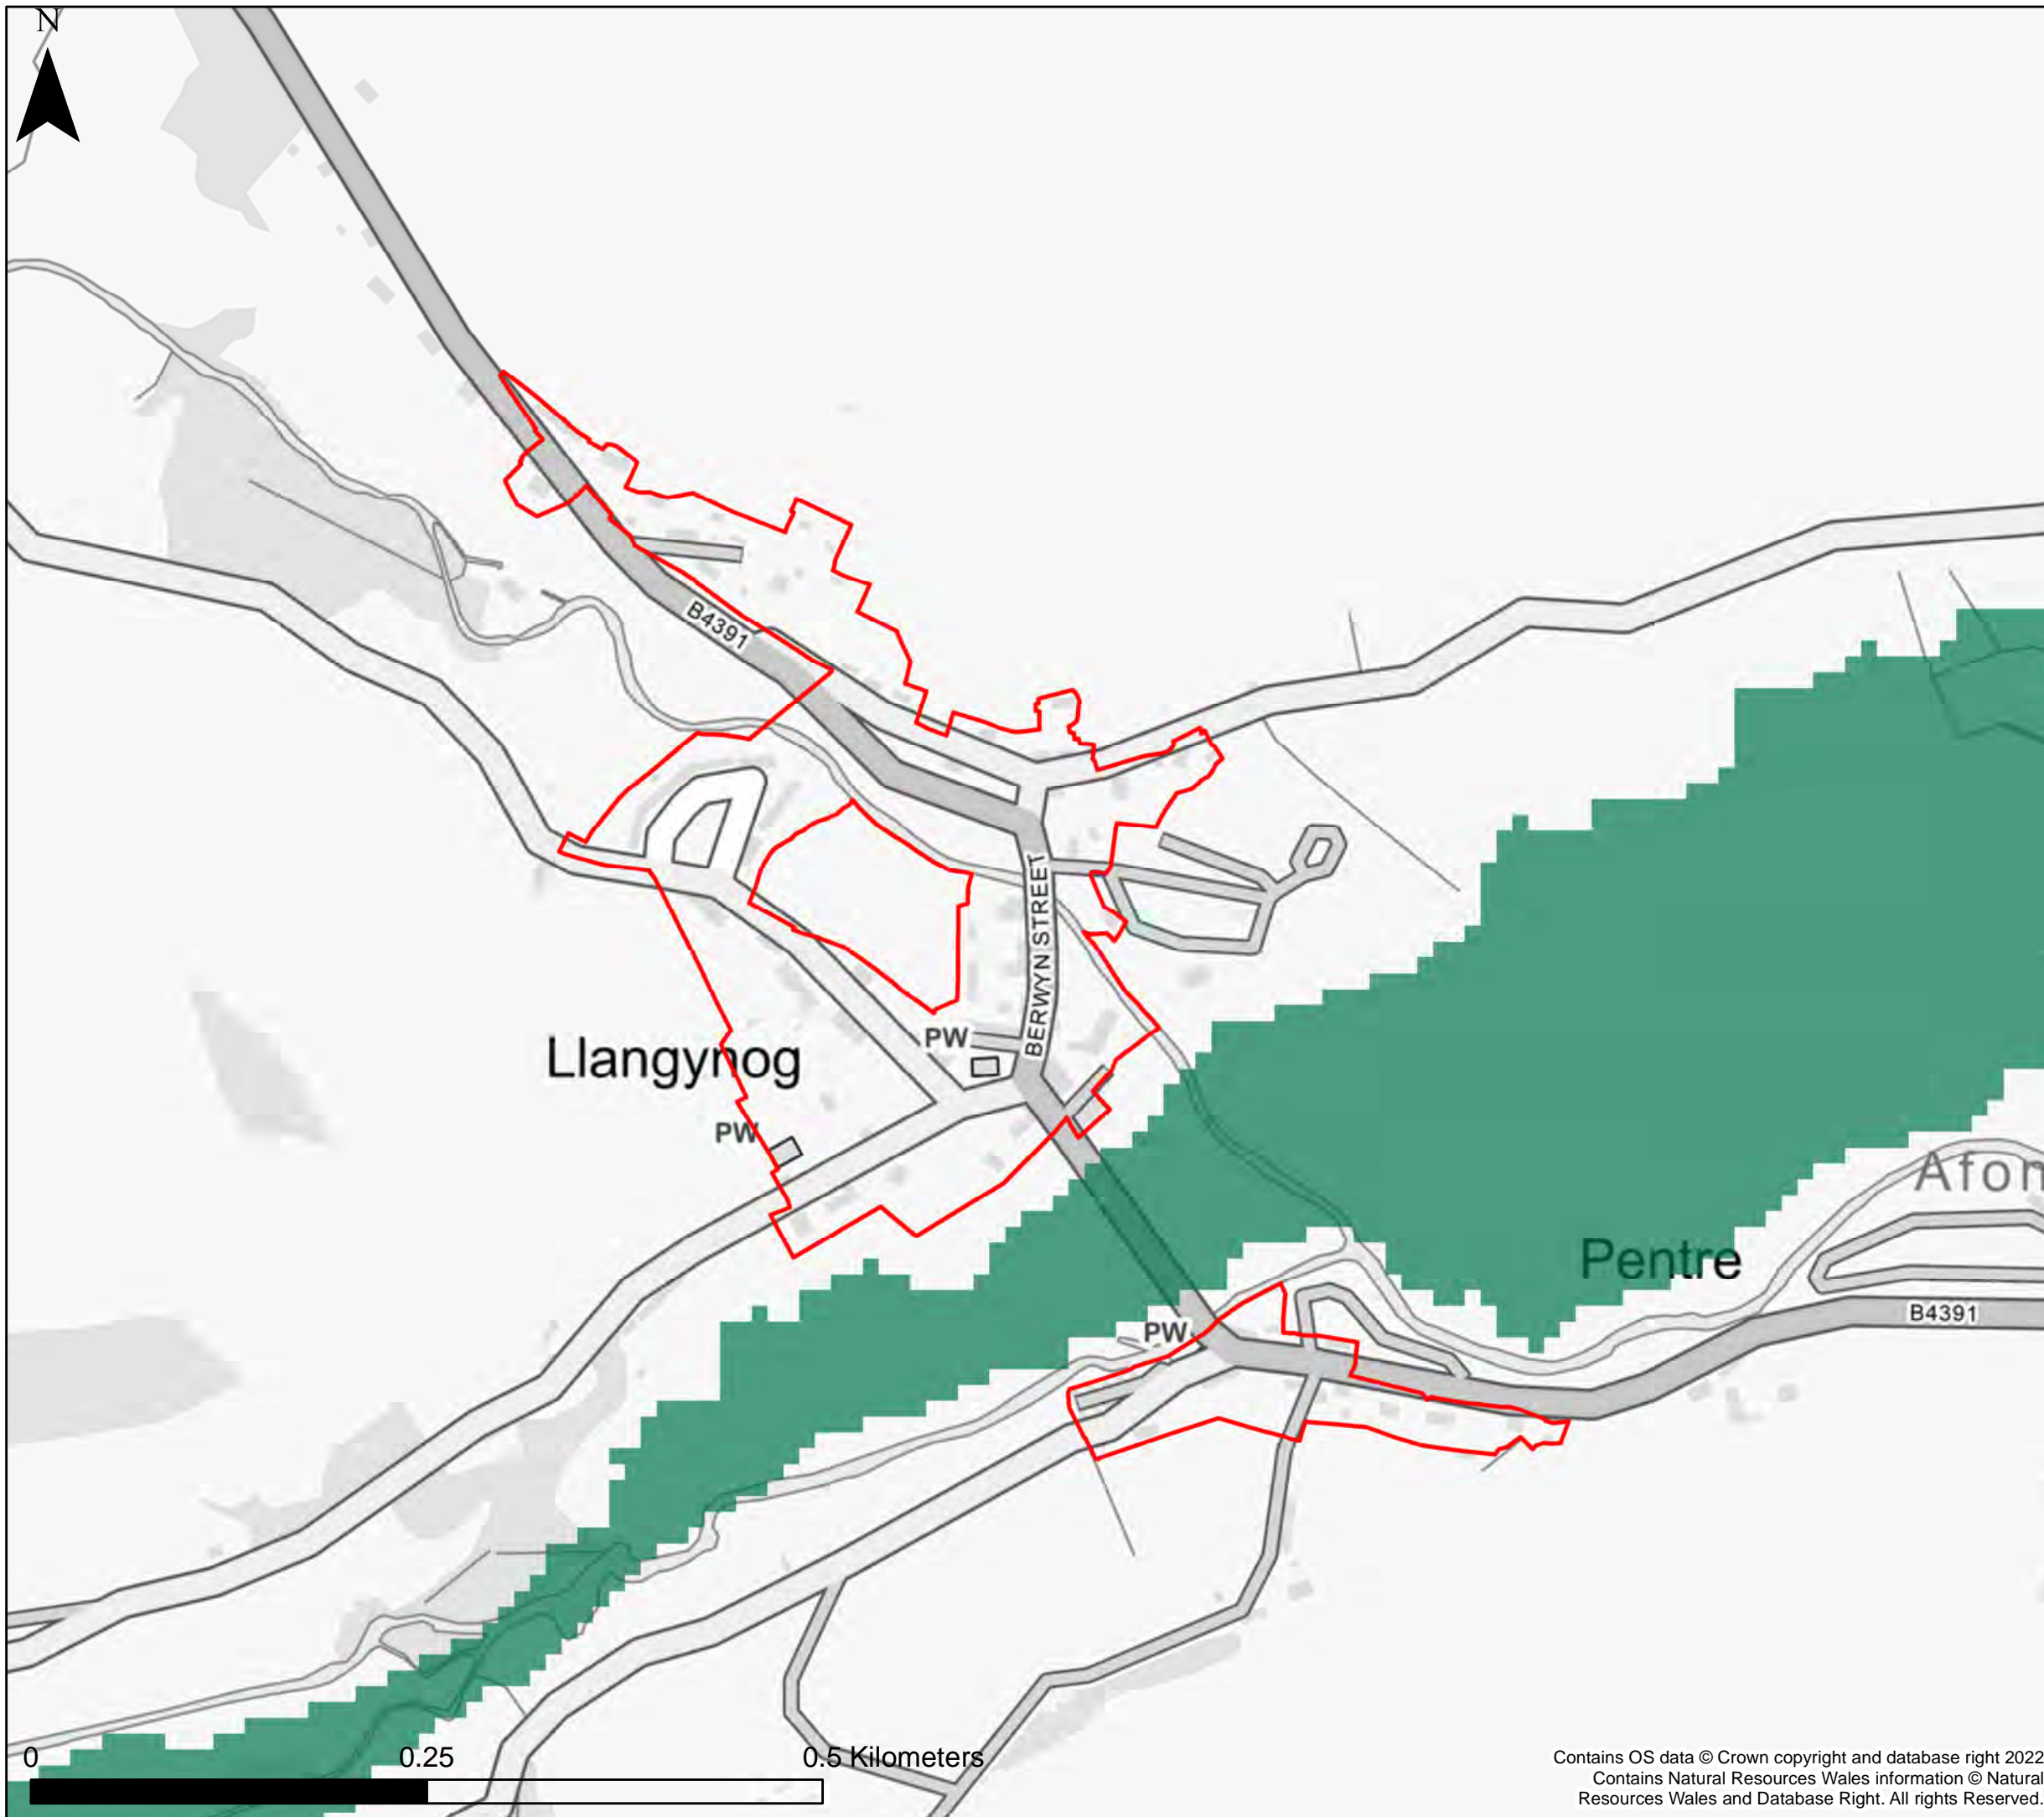 N
B4391
BERWYN STREET
PW
Llangynog
PW
Afon
Pentre
B4391
PW
0 0.25 0.5 Kilometers
Contains OS data © Crown copyright and database right 2022
Contains Natural Resources Wales information © Natural
Resources Wales and Database Right. All rights Reserved.